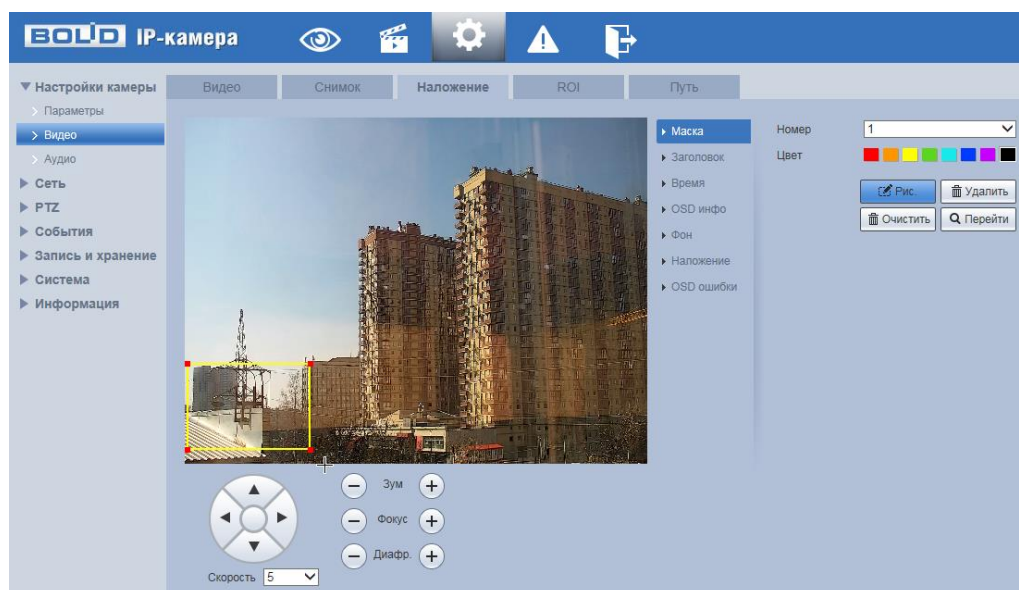 BOLID IP-камера
Настройки камеры
Параметры
Видео
Аудио
Сеть
PTZ
События
Запись и хранение
Система
Информация
Видео Снимок Наложение ROI Путь
Маска
Заголовок
Время
OSD инфо
Фон
Наложение
OSD ошибки
Номер 1
Цвет
Рис. Удалить
Очистить Перейти
Зум
Фокус
Диафр.
Скорость 5